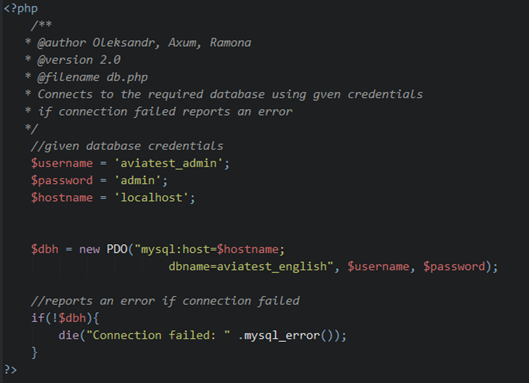 <?php
/**
* @author Oleksandr, Axum, Ramona
* @version 2.0
* @filename db.php
* Connects to the required database using gven credentials
* if connection failed reports an error
*/
//given database credentials
$username = 'aviatest_admin';
$password = 'admin';
$hostname = 'localhost';
$dbh = new PDO("mysql:host=$hostname;
dbname=aviatest_english", $username, $password);
//reports an error if connection failed
if(!$dbh){
die("Connection failed: " .mysql_error());
}
?>